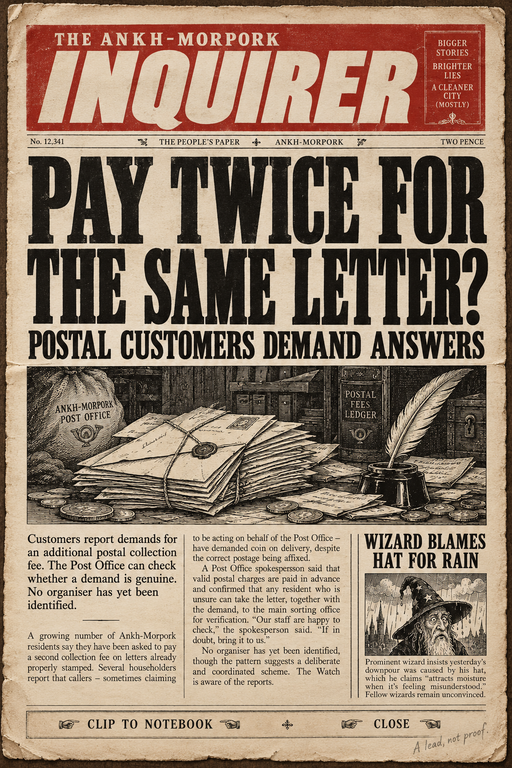 THE ANKH-MORPORK
INQUIRER
BIGGER
STORIES
BRIGHTER
LIES
A CLEANER
CITY
(MOSTLY)
No. 12,341
THE PEOPLE'S PAPER
ANKH-MORPORK
TWO PENCE
PAY TWICE FOR
THE SAME LETTER?
POSTAL CUSTOMERS DEMAND ANSWERS
ANKH-MORPORK
POST OFFICE
POSTAL
FEES
LEDGER
Customers report demands for
an additional postal collection
fee. The Post Office can check
whether a demand is genuine.
No organiser has yet been
identified.
A growing number of Ankh-Morpork
residents say they have been asked to pay
a second collection fee on letters already
properly stamped. Several householders
report that callers – sometimes claiming
to be acting on behalf of the Post Office –
have demanded coin on delivery, despite
the correct postage being affixed.
A Post Office spokesperson said that
valid postal charges are paid in advance
and confirmed that any resident who is
unsure can take the letter, together with
the demand, to the main sorting office
for verification. “Our staff are happy to
check,” the spokesperson said. “If in
doubt, bring it to us.”
No organiser has yet been identified,
though the pattern suggests a deliberate
and coordinated scheme. The Watch
is aware of the reports.
WIZARD BLAMES
HAT FOR RAIN
Prominent wizard insists yesterday's
downpour was caused by his hat,
which he claims “attracts moisture
when it's feeling misunderstood.”
Fellow wizards remain unconvinced.
CLIP TO NOTEBOOK
CLOSE
A lead, not proof.